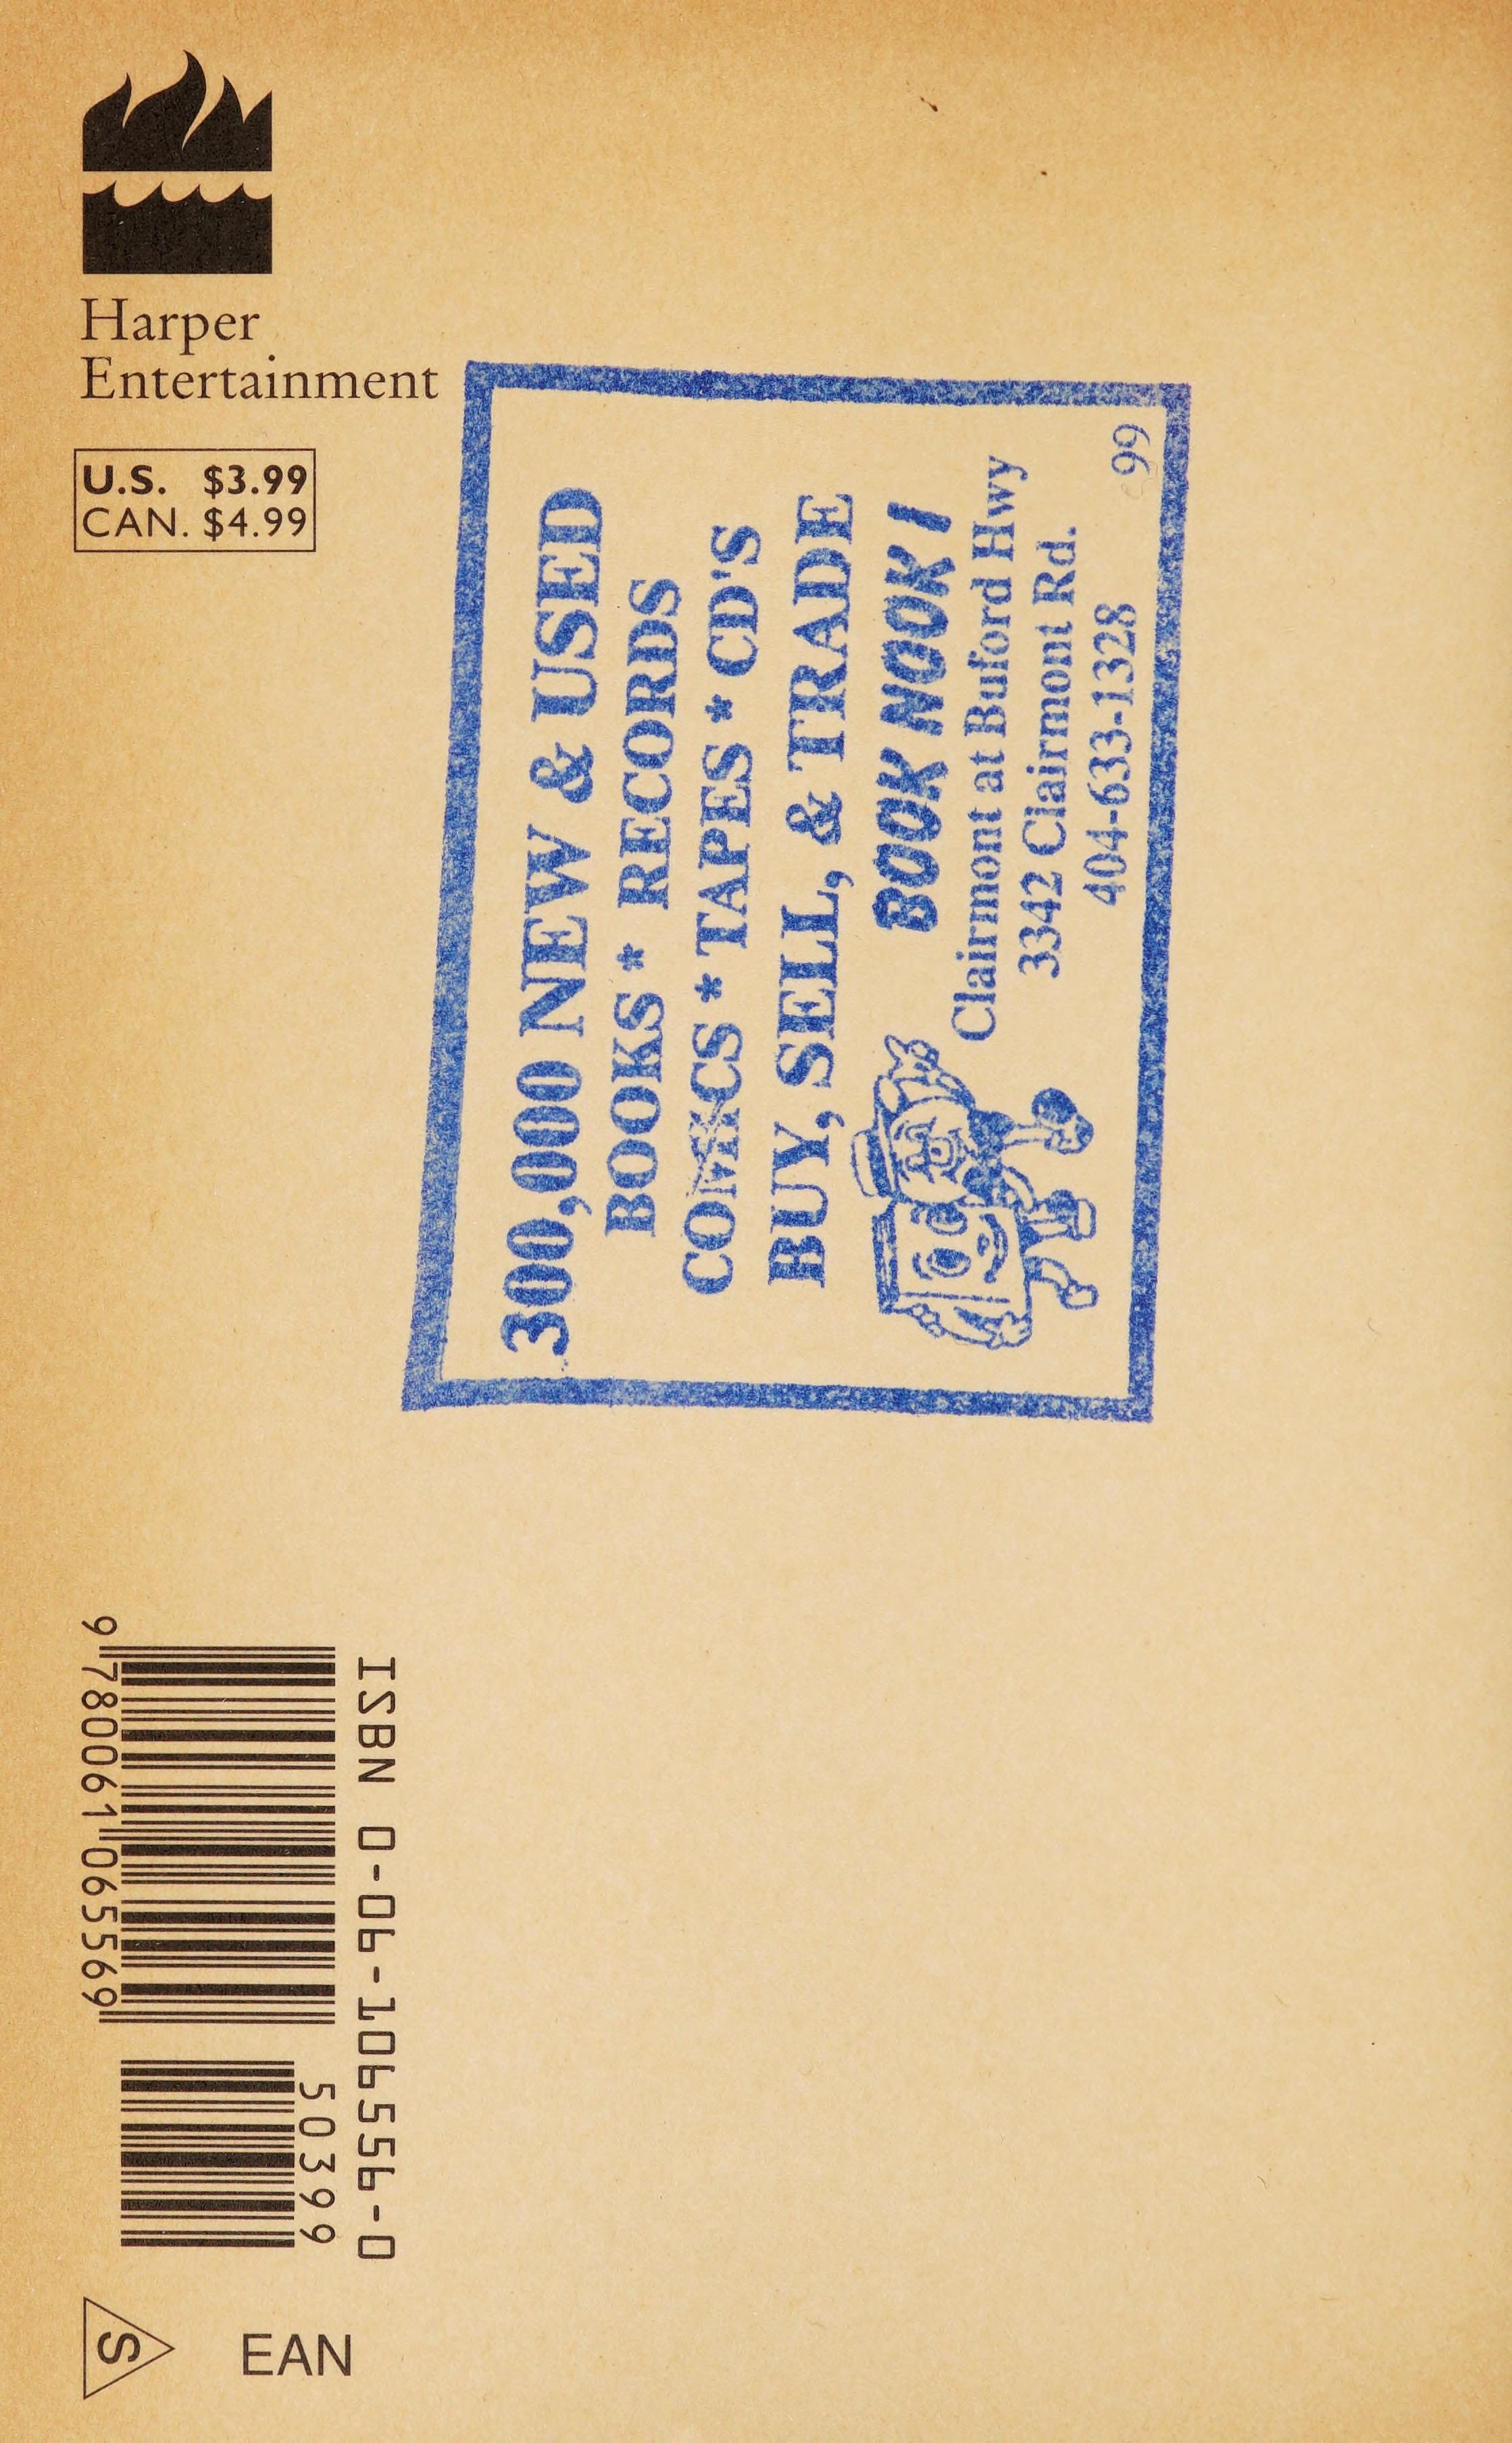 Harper
Entertainment
U.S. $3.99
CAN. $4.99
300,000 NEW & USED
BOOKS * RECORDS
COMICS * TAPES * CD'S
BUY, SELL, & TRADE
BOOK NOOK I
Clairmont at Buford Hwy
3342 Clairmont Rd.
404-633-1328
99
ISBN 0-06-106556-0
9 780061 065569
50399
S
EAN